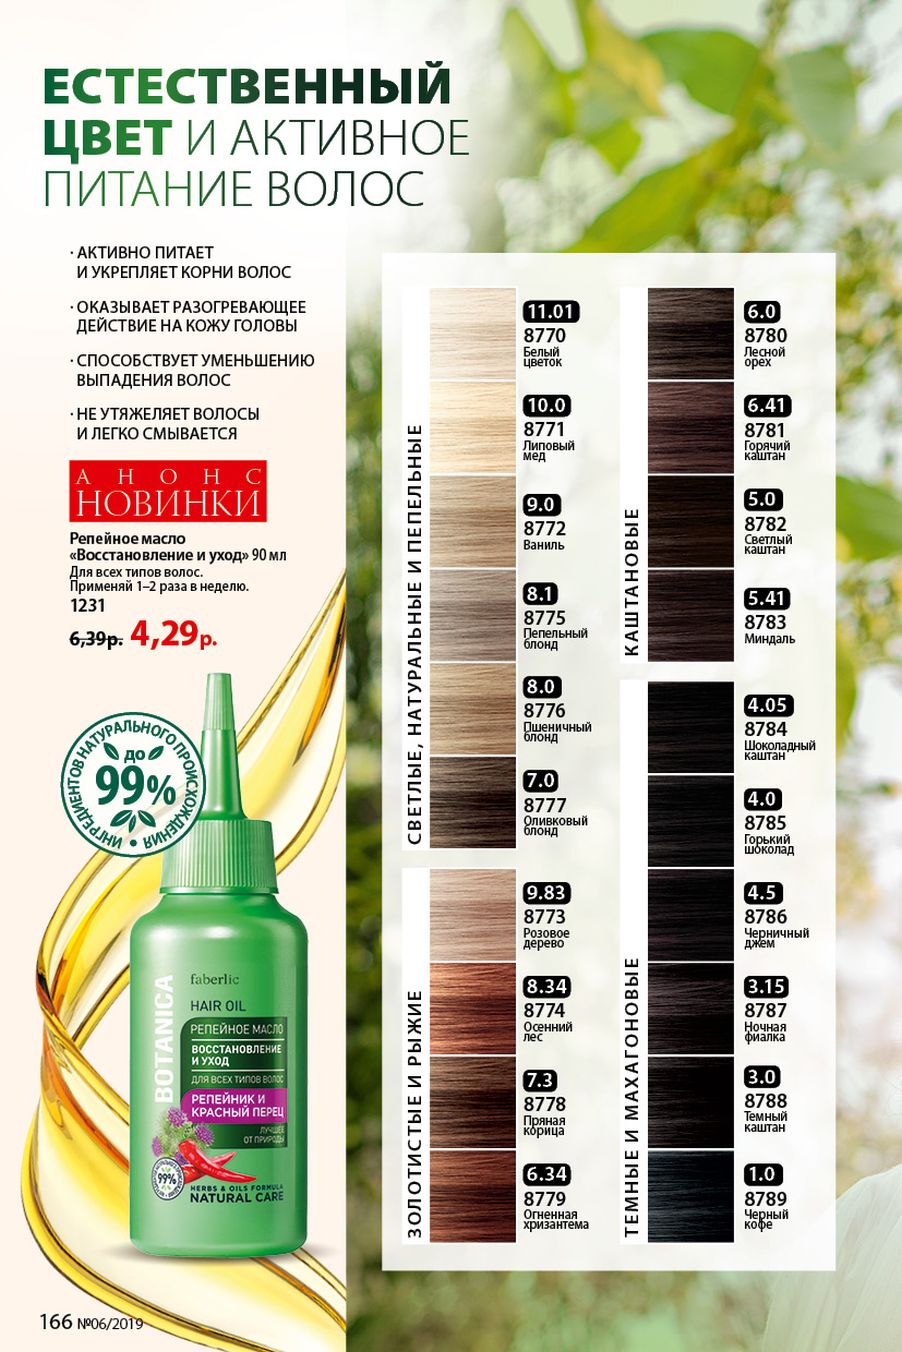 ЕСТЕСТВЕННЫЙ
ЦВЕТ И АКТИВНОЕ
ПИТАНИЕ ВОЛОС
· АКТИВНО ПИТАЕТ
И УКРЕПЛЯЕТ КОРНИ ВОЛОС
· ОКАЗЫВАЕТ РАЗОГРЕВАЮЩЕЕ
ДЕЙСТВИЕ НА КОЖУ ГОЛОВЫ
· СПОСОБСТВУЕТ УМЕНЬШЕНИЮ
ВЫПАДЕНИЯ ВОЛОС
· НЕ УТЯЖЕЛЯЕТ ВОЛОСЫ
И ЛЕГКО СМЫВАЕТСЯ
АНОНС
НОВИНКИ
Репейное масло
«Восстановление и уход» 90 мл
Для всех типов волос.
Применяй 1–2 раза в неделю.
1231
6,39р. 4,29р.
ИНГРЕДИЕНТОВ НАТУРАЛЬНОГО ПРОИСХОЖДЕНИЯ
до
99%
faberlic
HAIR OIL
BOTANICA
РЕПЕЙНОЕ МАСЛО
ВОССТАНОВЛЕНИЕ
И УХОД
ДЛЯ ВСЕХ ТИПОВ ВОЛОС
РЕПЕЙНИК И
КРАСНЫЙ ПЕРЕЦ
ЛУЧШЕЕ
ОТ ПРИРОДЫ
99%
HERBS & OILS FORMULA
NATURAL CARE
СВЕТЛЫЕ, НАТУРАЛЬНЫЕ И ПЕПЕЛЬНЫЕ
11.01
8770
Белый
цветок
10.0
8771
Липовый
мед
9.0
8772
Ваниль
8.1
8775
Пепельный
блонд
8.0
8776
Пшеничный
блонд
7.0
8777
Оливковый
блонд
ЗОЛОТИСТЫЕ И РЫЖИЕ
9.83
8773
Розовое
дерево
8.34
8774
Осенний
лес
7.3
8778
Пряная
корица
6.34
8779
Огненная
хризантема
КАШТАНОВЫЕ
6.0
8780
Лесной
орех
6.41
8781
Горячий
каштан
5.0
8782
Светлый
каштан
5.41
8783
Миндаль
ТЕМНЫЕ И МАХАГОНОВЫЕ
4.05
8784
Шоколадный
каштан
4.0
8785
Горький
шоколад
4.5
8786
Черничный
джем
3.15
8787
Ночная
фиалка
3.0
8788
Темный
каштан
1.0
8789
Черный
кофе
166 №06/2019